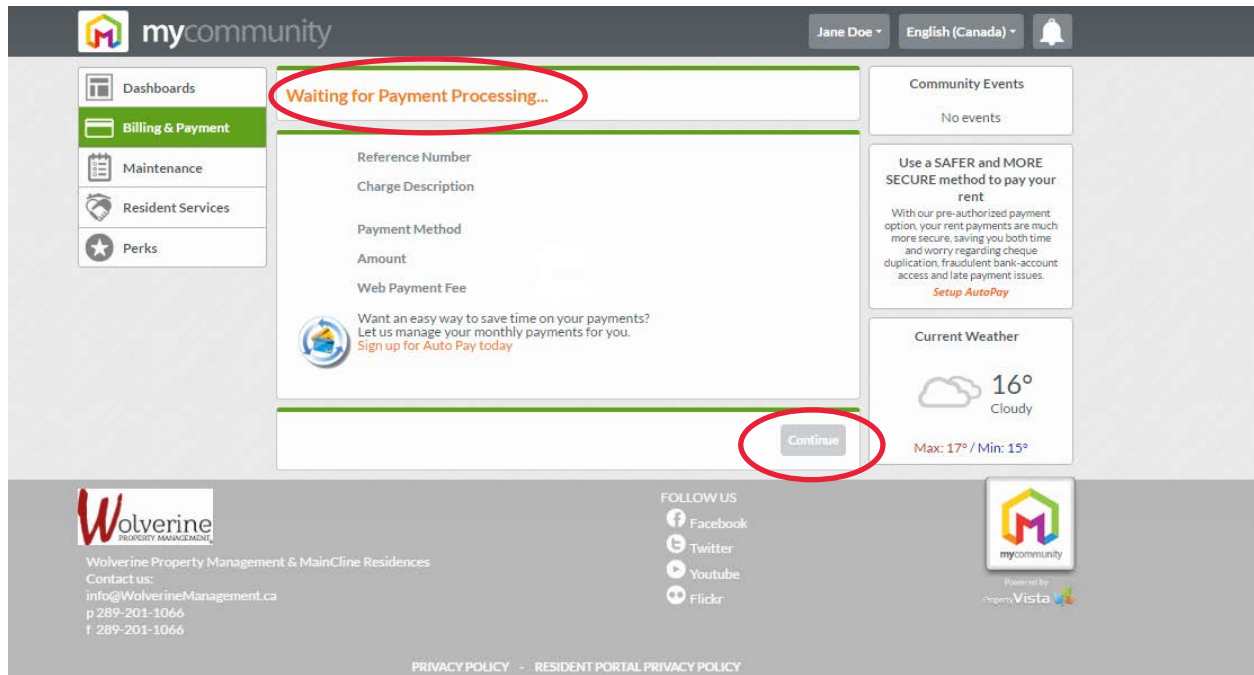 mycommunity
Jane Doe
English (Canada)
Dashboards
Billing & Payment
Maintenance
Resident Services
Perks
Waiting for Payment Processing...
Reference Number
Charge Description
Payment Method
Amount
Web Payment Fee
Want an easy way to save time on your payments?
Let us manage your monthly payments for you.
Sign up for Auto Pay today
Continue
Community Events
No events
Use a SAFER and MORE
SECURE method to pay your
rent
With our pre-authorized payment
option, your rent payments are much
more secure, saving you both time
and worry regarding cheque
duplication, fraudulent bank-account
access and late payment issues.
Setup AutoPay
Current Weather
16°
Cloudy
Max: 17° / Min: 15°
Wolverine
PROPERTY MANAGEMENT
Wolverine Property Management & MainCline Residences
Contact us:
info@WolverineManagement.ca
p 289-201-1066
f 289-201-1066
FOLLOW US
Facebook
Twitter
Youtube
Flickr
mycommunity
Powered by
PropertyVista
PRIVACY POLICY - RESIDENT PORTAL PRIVACY POLICY